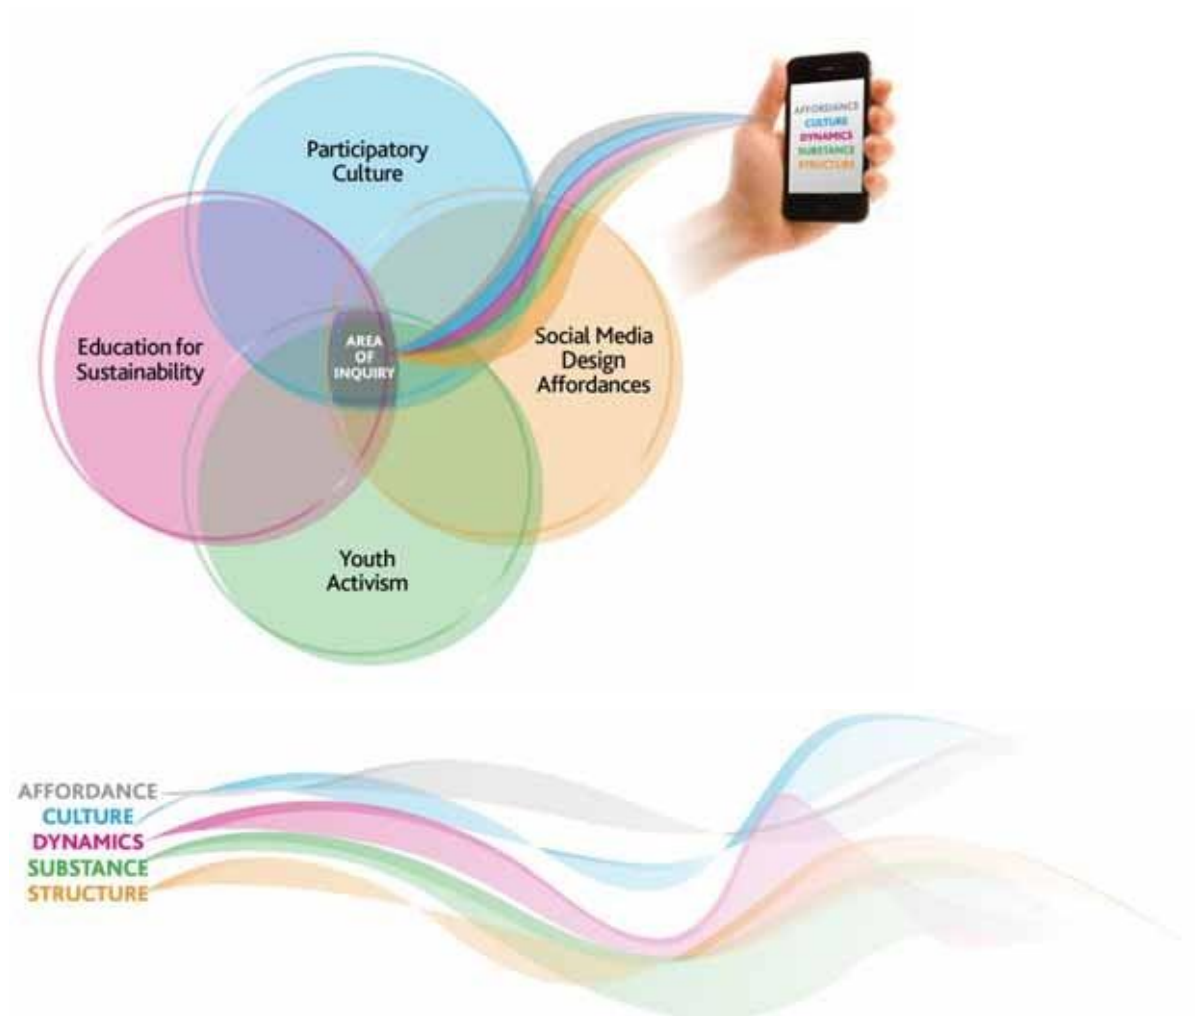 Participatory
Culture
AFFORDANCE
CULTURE
DYNAMICS
SUBSTANCE
STRUCTURE
Education for
Sustainability
AREA
OF
INQUIRY
Social Media
Design
Affordances
Youth
Activism
AFFORDANCE
CULTURE
DYNAMICS
SUBSTANCE
STRUCTURE